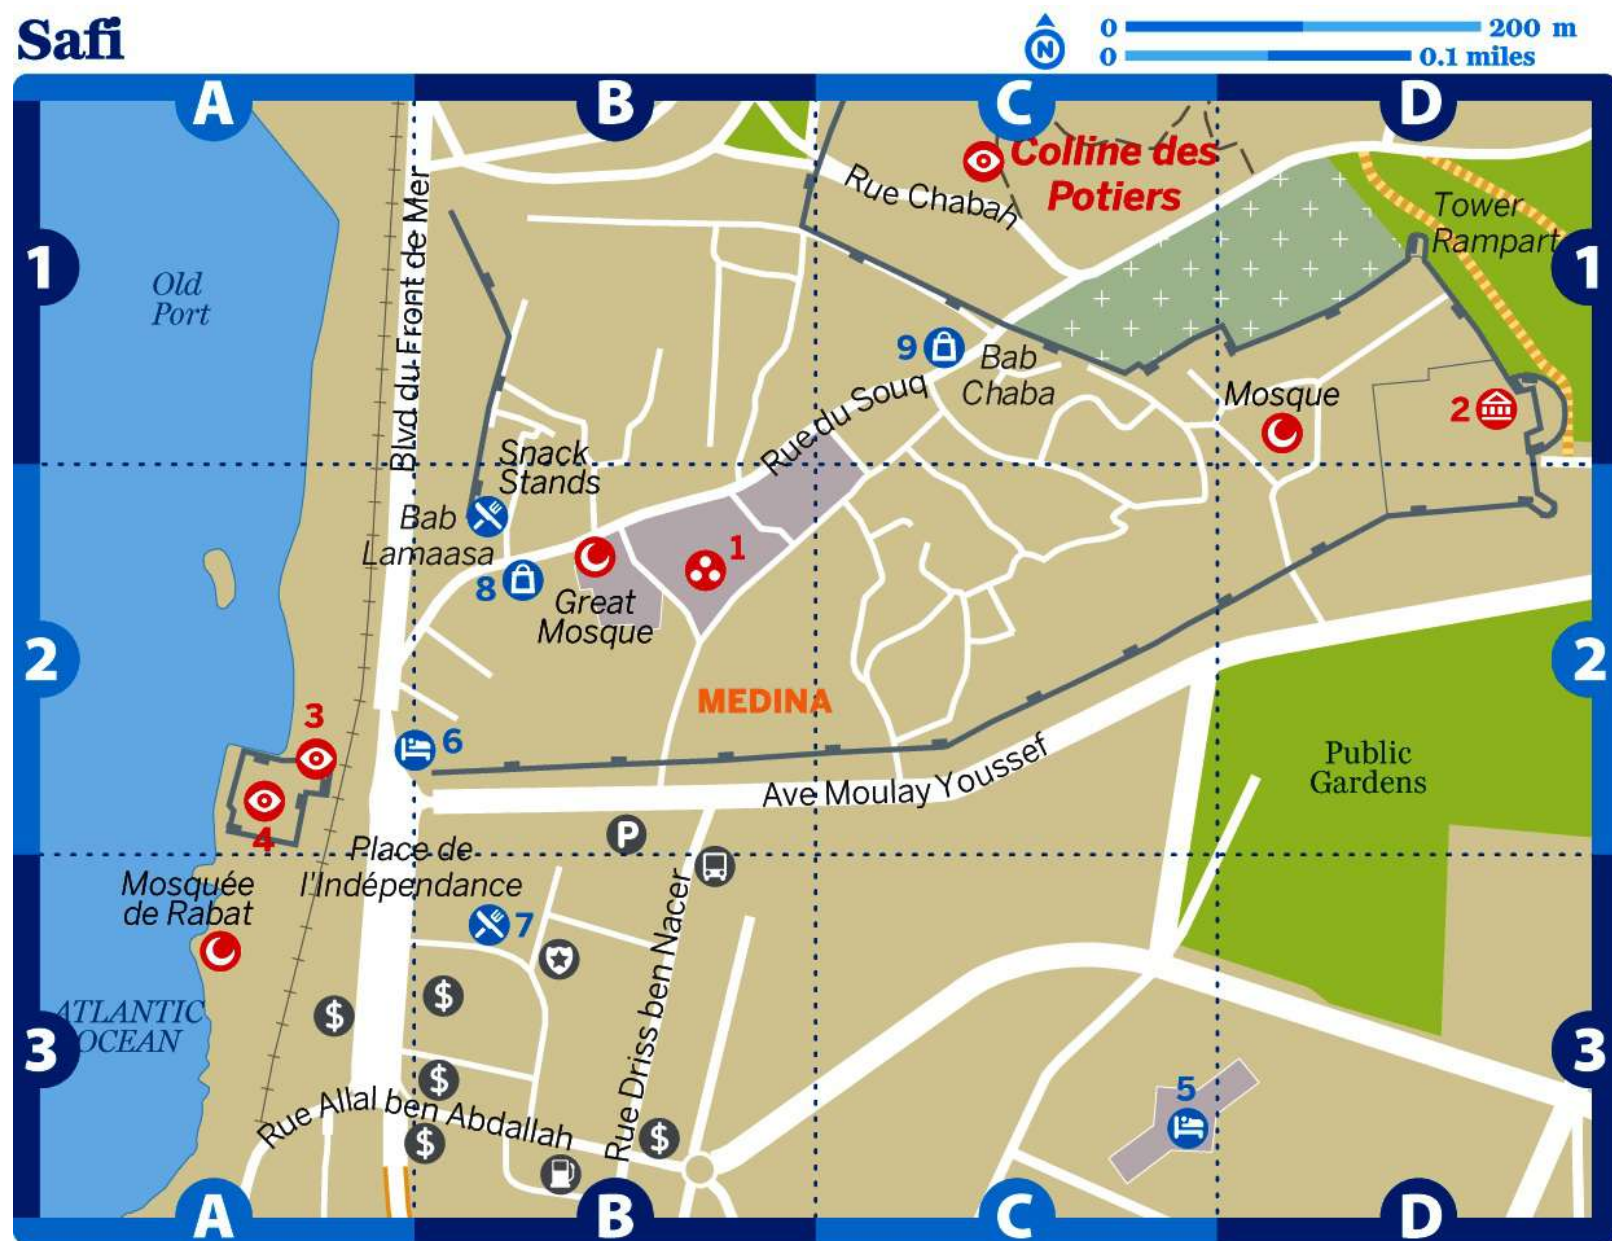 Safi
N
0 200 m
0 0.1 miles
A B C D
1 1
Colline des
Potiers
Rue Chabah
Tower
Rampart
Old
Port
Blvd du Front de Mer
9
Bab
Chaba
Mosque
2
Rue du Souq
Snack
Stands
Bab
Lamaasa
1
8
Great
Mosque
2 2
MEDINA
3
6
Public
Gardens
Ave Moulay Youssef
4
P
Place de
l'Indépendance
Mosquée
de Rabat
7
Rue Driss ben Nacer
$
$
ATLANTIC
OCEAN
3 3
$
5
Rue Allal ben Abdallah
$
$
A B C D